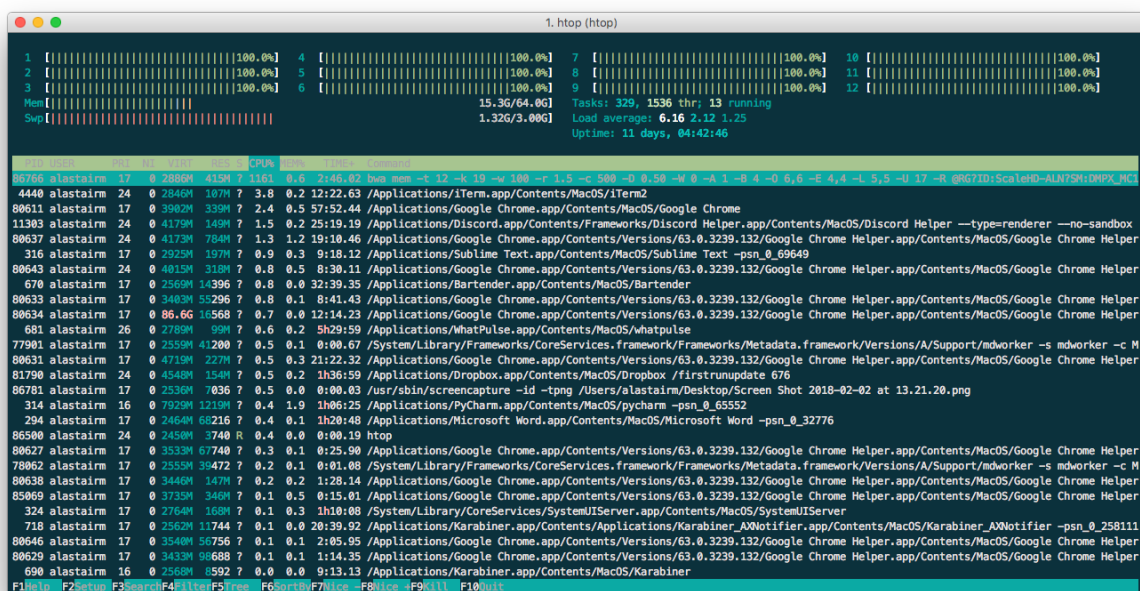 1. htop (htop)
1 [||||||||||||||||||||||||||||||100.0%] 4 [||||||||||||||||||||||||||||||100.0%] 7 [||||||||||||||||||||||||||||||100.0%] 10 [||||||||||||||||||||||||||||||100.0%]
2 [||||||||||||||||||||||||||||||100.0%] 5 [||||||||||||||||||||||||||||||100.0%] 8 [||||||||||||||||||||||||||||||100.0%] 11 [||||||||||||||||||||||||||||||100.0%]
3 [||||||||||||||||||||||||||||||100.0%] 6 [||||||||||||||||||||||||||||||100.0%] 9 [||||||||||||||||||||||||||||||100.0%] 12 [||||||||||||||||||||||||||||||100.0%]
Mem[||||||||||||||||||||||| 15.3G/64.0G] Tasks: 329, 1536 thr; 13 running
Swp[|||||||||||||||||||||||||||||||||||| 1.32G/3.00G] Load average: 6.16 2.12 1.25
Uptime: 11 days, 04:42:46
PID USER PRI NI VIRT RES S CPU% MEM% TIME+ Command
86766 alastairm 17 0 2886M 415M ? 1161 0.6 2:46.02 bwa mem -t 12 -k 19 -w 100 -r 1.5 -c 500 -D 0.50 -W 0 -A 1 -B 4 -O 6,6 -E 4,4 -L 5,5 -U 17 -R @RG?ID:ScaleHD-ALN?SM:DMPX_MC1
4440 alastairm 24 0 2846M 107M ? 3.8 0.2 12:22.63 /Applications/iTerm.app/Contents/MacOS/iTerm2
80611 alastairm 17 0 3902M 339M ? 2.4 0.5 57:52.44 /Applications/Google Chrome.app/Contents/MacOS/Google Chrome
11303 alastairm 24 0 4179M 149M ? 1.5 0.2 25:19.19 /Applications/Discord.app/Contents/Frameworks/Discord Helper.app/Contents/MacOS/Discord Helper --type=renderer --no-sandbox
80637 alastairm 24 0 4173M 784M ? 1.3 1.2 19:10.46 /Applications/Google Chrome.app/Contents/Versions/63.0.3239.132/Google Chrome Helper.app/Contents/MacOS/Google Chrome Helper
316 alastairm 17 0 2925M 197M ? 0.9 0.3 9:18.12 /Applications/Sublime Text.app/Contents/MacOS/Sublime Text -psn_0_69649
80643 alastairm 24 0 4015M 318M ? 0.8 0.5 8:30.11 /Applications/Google Chrome.app/Contents/Versions/63.0.3239.132/Google Chrome Helper.app/Contents/MacOS/Google Chrome Helper
670 alastairm 17 0 2569M 14396 ? 0.8 0.0 32:39.35 /Applications/Bartender.app/Contents/MacOS/Bartender
80633 alastairm 17 0 3403M 55296 ? 0.8 0.1 8:41.43 /Applications/Google Chrome.app/Contents/Versions/63.0.3239.132/Google Chrome Helper.app/Contents/MacOS/Google Chrome Helper
80634 alastairm 17 0 86.6G 16568 ? 0.7 0.0 12:14.23 /Applications/Google Chrome.app/Contents/Versions/63.0.3239.132/Google Chrome Helper.app/Contents/MacOS/Google Chrome Helper
681 alastairm 26 0 2789M 99M ? 0.6 0.2 5h29:59 /Applications/WhatPulse.app/Contents/MacOS/whatpulse
77901 alastairm 17 0 2559M 41200 ? 0.5 0.1 0:00.67 /System/Library/Frameworks/CoreServices.framework/Frameworks/Metadata.framework/Versions/A/Support/mdworker -s mdworker -c M
80631 alastairm 17 0 4719M 227M ? 0.5 0.3 21:22.32 /Applications/Google Chrome.app/Contents/Versions/63.0.3239.132/Google Chrome Helper.app/Contents/MacOS/Google Chrome Helper
81790 alastairm 24 0 4548M 154M ? 0.5 0.2 1h36:59 /Applications/Dropbox.app/Contents/MacOS/Dropbox /firstrunupdate 676
86781 alastairm 17 0 2536M 7036 ? 0.5 0.0 0:00.03 /usr/sbin/screencapture -id -tpng /Users/alastairm/Desktop/Screen Shot 2018-02-02 at 13.21.20.png
314 alastairm 16 0 7929M 1219M ? 0.4 1.9 1h06:25 /Applications/PyCharm.app/Contents/MacOS/pycharm -psn_0_65552
294 alastairm 17 0 2464M 68216 ? 0.4 0.1 1h20:48 /Applications/Microsoft Word.app/Contents/MacOS/Microsoft Word -psn_0_32776
86500 alastairm 24 0 2450M 3740 R 0.4 0.0 0:00.19 htop
80627 alastairm 17 0 3533M 67740 ? 0.3 0.1 0:25.90 /Applications/Google Chrome.app/Contents/Versions/63.0.3239.132/Google Chrome Helper.app/Contents/MacOS/Google Chrome Helper
78062 alastairm 17 0 2555M 39472 ? 0.2 0.1 0:01.08 /System/Library/Frameworks/CoreServices.framework/Frameworks/Metadata.framework/Versions/A/Support/mdworker -s mdworker -c M
80638 alastairm 17 0 3446M 147M ? 0.2 0.2 1:28.14 /Applications/Google Chrome.app/Contents/Versions/63.0.3239.132/Google Chrome Helper.app/Contents/MacOS/Google Chrome Helper
85069 alastairm 17 0 3735M 346M ? 0.1 0.5 0:15.01 /Applications/Google Chrome.app/Contents/Versions/63.0.3239.132/Google Chrome Helper.app/Contents/MacOS/Google Chrome Helper
324 alastairm 17 0 2764M 168M ? 0.1 0.3 1h10:08 /System/Library/CoreServices/SystemUIServer.app/Contents/MacOS/SystemUIServer
718 alastairm 17 0 2562M 11744 ? 0.1 0.0 20:39.92 /Applications/Karabiner.app/Contents/Applications/Karabiner_AXNotifier.app/Contents/MacOS/Karabiner_AXNotifier -psn_0_258111
80646 alastairm 17 0 3540M 56756 ? 0.1 0.1 2:05.95 /Applications/Google Chrome.app/Contents/Versions/63.0.3239.132/Google Chrome Helper.app/Contents/MacOS/Google Chrome Helper
80629 alastairm 17 0 3433M 98688 ? 0.1 0.1 1:14.35 /Applications/Google Chrome.app/Contents/Versions/63.0.3239.132/Google Chrome Helper.app/Contents/MacOS/Google Chrome Helper
690 alastairm 16 0 2568M 8592 ? 0.0 0.0 9:13.13 /Applications/Karabiner.app/Contents/MacOS/Karabiner
F1Help F2Setup F3SearchF4FilterF5Tree F6SortByF7Nice -F8Nice +F9Kill F10Quit